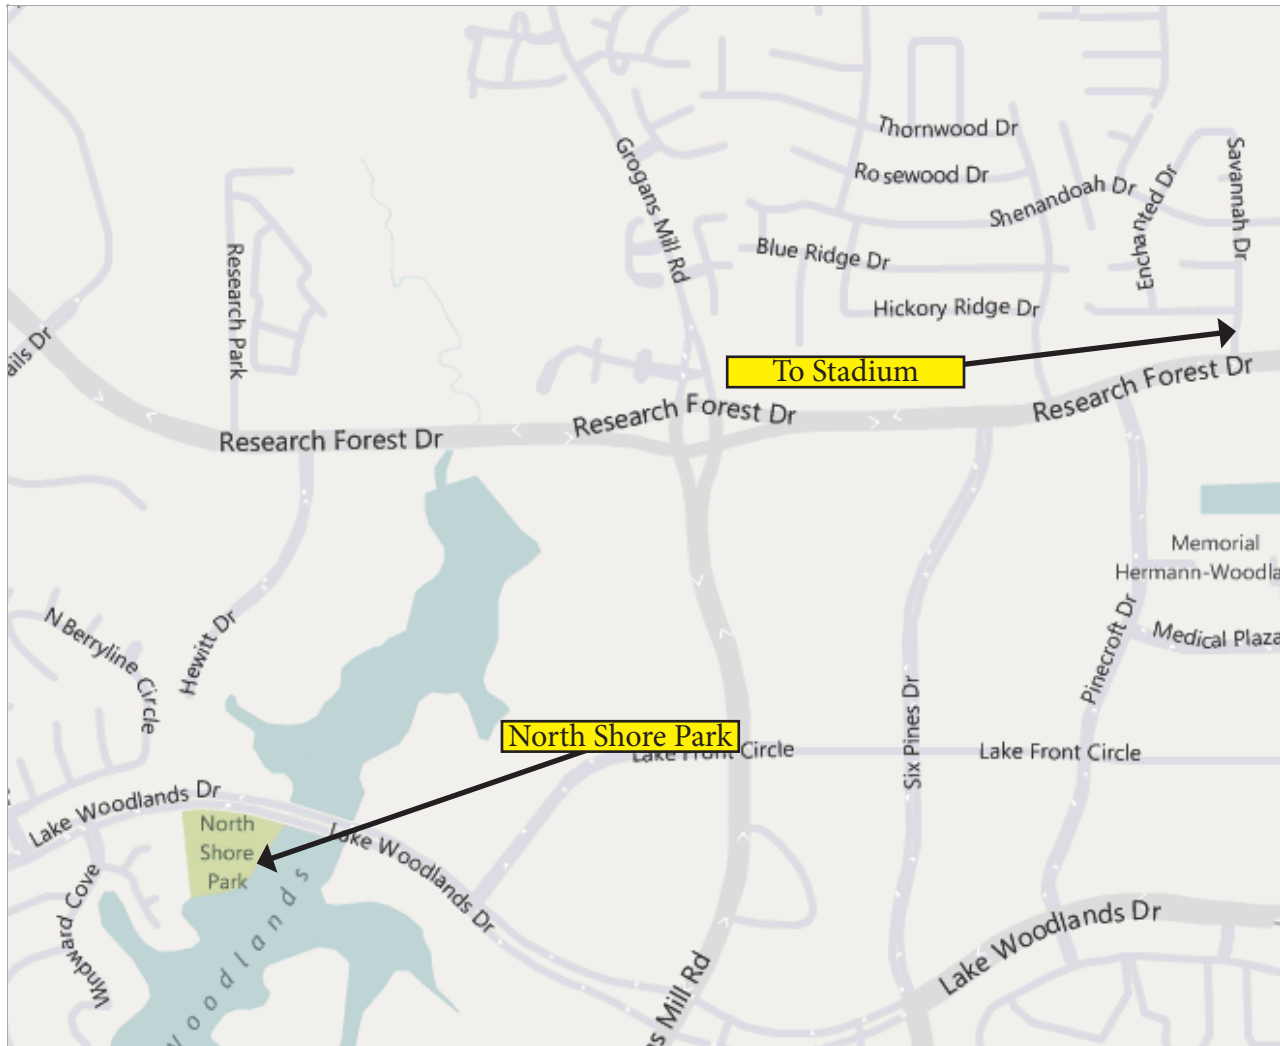 Thornwood Dr
Rosewood Dr
Shenandoah Dr
Enchanted Dr
Savannah Dr
Grogans Mill Rd
Blue Ridge Dr
Hickory Ridge Dr
Research Park
ails Dr
To Stadium
Research Forest Dr
Research Forest Dr
Research Forest Dr
Memorial
Hermann-Woodla
Medical Plaza
Pinecroft Dr
N Berryline Circle
Hewitt Dr
Six Pines Dr
North Shore Park
Lake Front Circle
Lake Front Circle
Lake Woodlands Dr
North
Shore
Park
Lake Woodlands Dr
Windward Cove
Woodlands
Lake Woodlands Dr
ns Mill Rd